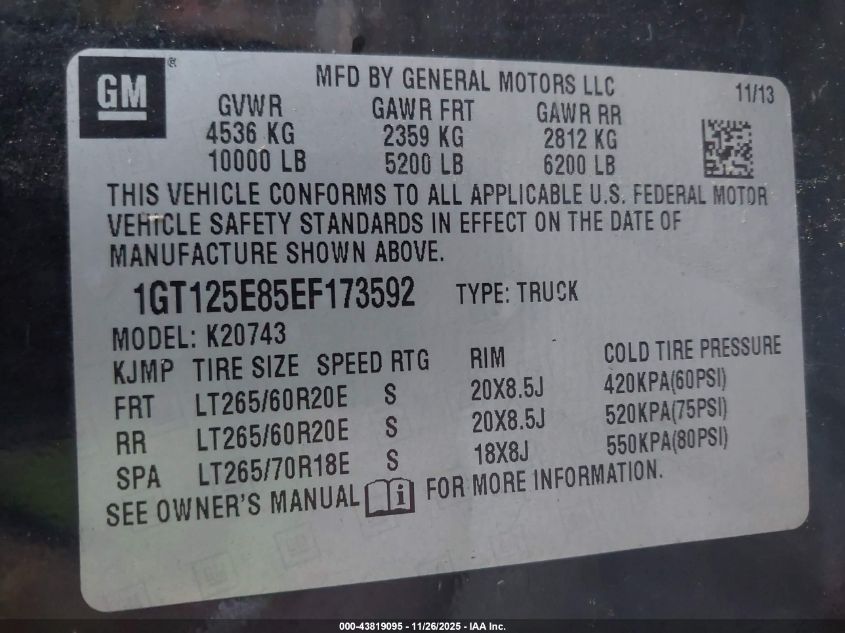 GM®
MFD BY GENERAL MOTORS LLC 11/13
GVWR GAWR FRT GAWR RR
4536 KG 2359 KG 2812 KG
10000 LB 5200 LB 6200 LB
THIS VEHICLE CONFORMS TO ALL APPLICABLE U.S. FEDERAL MOTOR
VEHICLE SAFETY STANDARDS IN EFFECT ON THE DATE OF
MANUFACTURE SHOWN ABOVE.
1GT125E85EF173592 TYPE: TRUCK
MODEL: K20743
KJMP TIRE SIZE SPEED RTG RIM COLD TIRE PRESSURE
FRT LT265/60R20E S 20X8.5J 420KPA(60PSI)
RR LT265/60R20E S 20X8.5J 520KPA(75PSI)
SPA LT265/70R18E S 18X8J 550KPA(80PSI)
SEE OWNER'S MANUAL i FOR MORE INFORMATION.
000-43819095 - 11/26/2025 - IAA Inc.